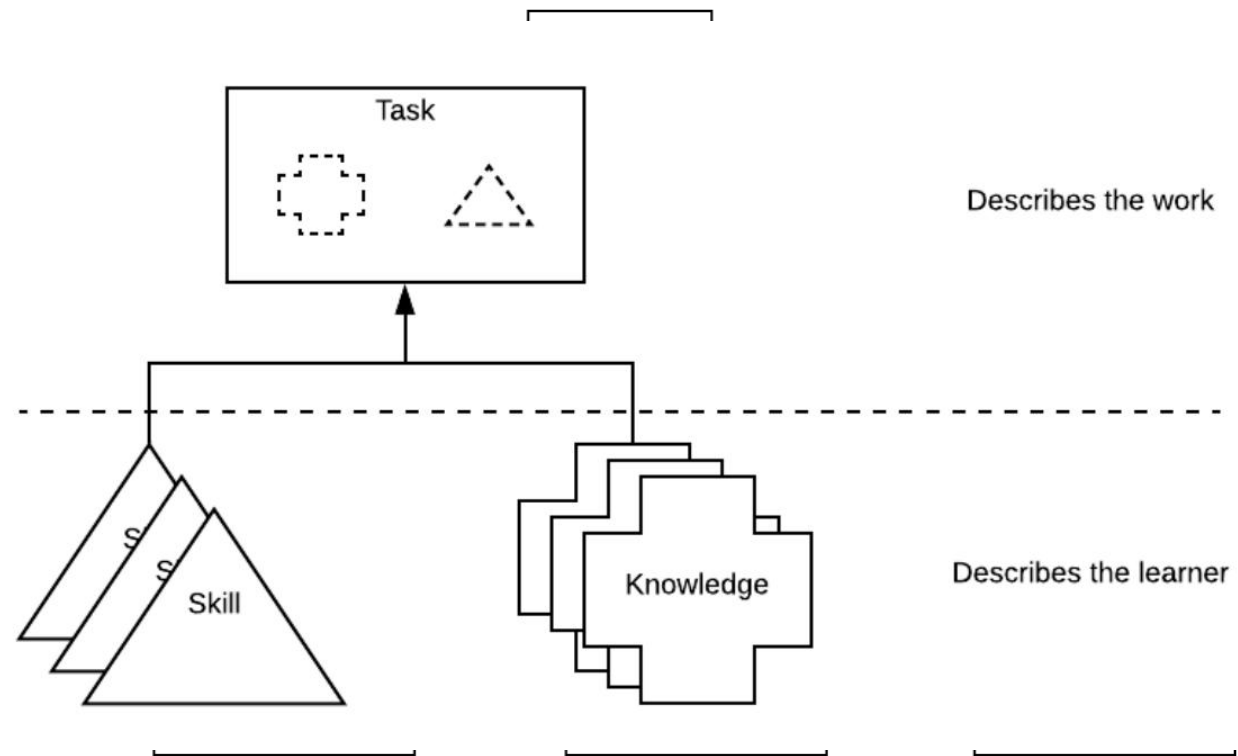 Task
Describes the work
Skill
Knowledge
Describes the learner